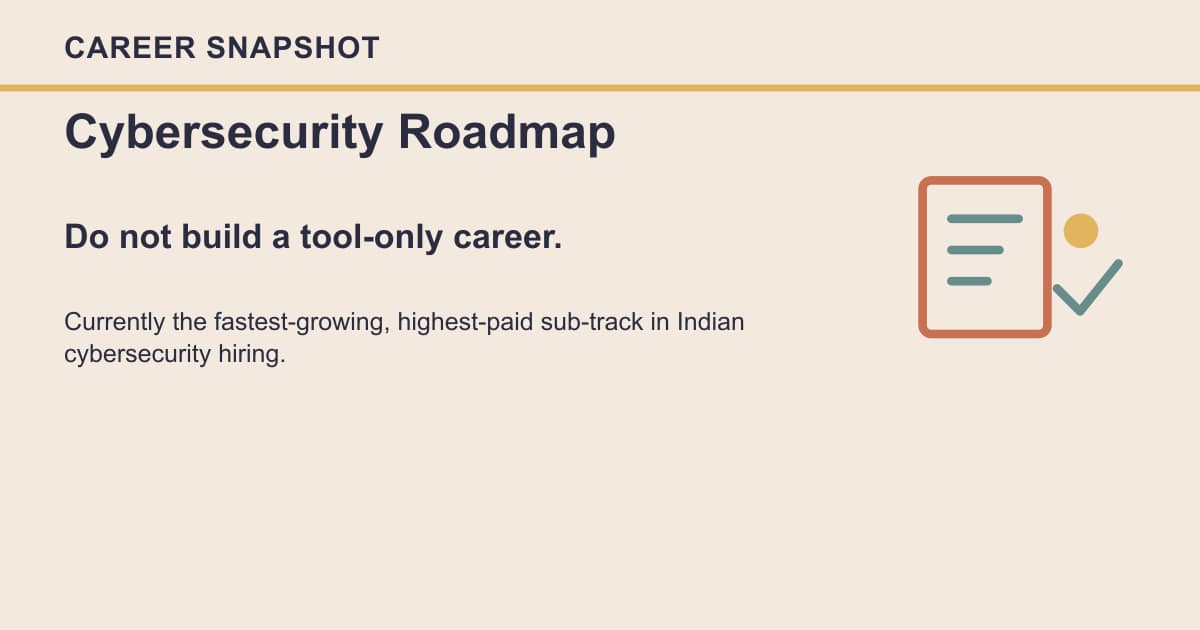 CAREER SNAPSHOT
Cybersecurity Roadmap
Do not build a tool-only career.
Currently the fastest-growing, highest-paid sub-track in Indian
cybersecurity hiring.